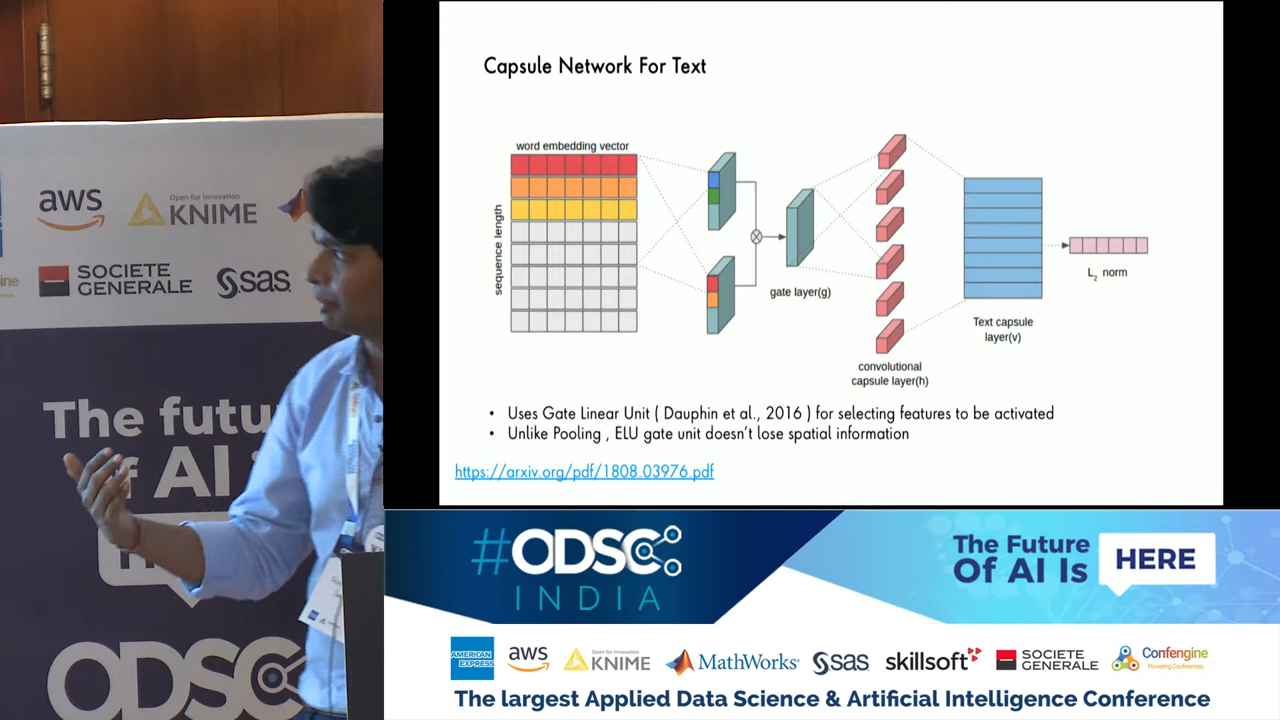 Capsule Network For Text
word embedding vector
sequence length
gate layer(g)
convolutional
capsule layer(h)
Text capsule
layer(v)
L2 norm
• Uses Gate Linear Unit ( Dauphin et al., 2016 ) for selecting features to be activated
• Unlike Pooling , ELU gate unit doesn't lose spatial information
https://arxiv.org/pdf/1808.03976.pdf
aws
Open for Innovation
KNIME
SOCIETE
GENERALE
sas
The futu
of AI i
ODSC
#ODSC
INDIA
The Future
Of AI Is
HERE
AMERICAN
EXPRESS
aws
Open for Innovation
KNIME
MathWorks®
sas
skillsoft
SOCIETE
GENERALE
Confengine
Powering Conferences
The largest Applied Data Science & Artificial Intelligence Conference